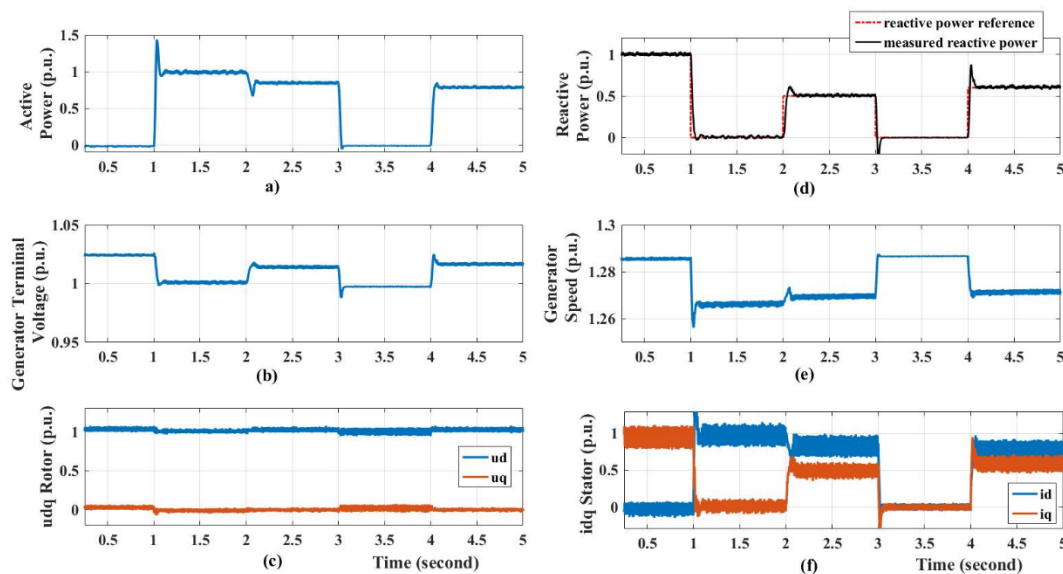 Active
Power (p.u.)
1.5
1
0.5
0
0.5 1 1.5 2 2.5 3 3.5 4 4.5 5
a)
reactive power reference
measured reactive power
Reactive
Power (p.u.)
1
0.5
0
0.5 1 1.5 2 2.5 3 3.5 4 4.5 5
(d)
Generator Terminal
Voltage (p.u.)
1.05
1
0.95
0.5 1 1.5 2 2.5 3 3.5 4 4.5 5
(b)
Generator
Speed (p.u.)
1.3
1.28
1.26
0.5 1 1.5 2 2.5 3 3.5 4 4.5 5
(e)
udq Rotor (p.u.)
1
0.5
0
ud
uq
0.5 1 1.5 2 2.5 3 3.5 4 4.5 5
(c)
Time (second)
idq Stator (p.u.)
1
0.5
0
id
iq
0.5 1 1.5 2 2.5 3 3.5 4 4.5 5
(f)
Time (second)